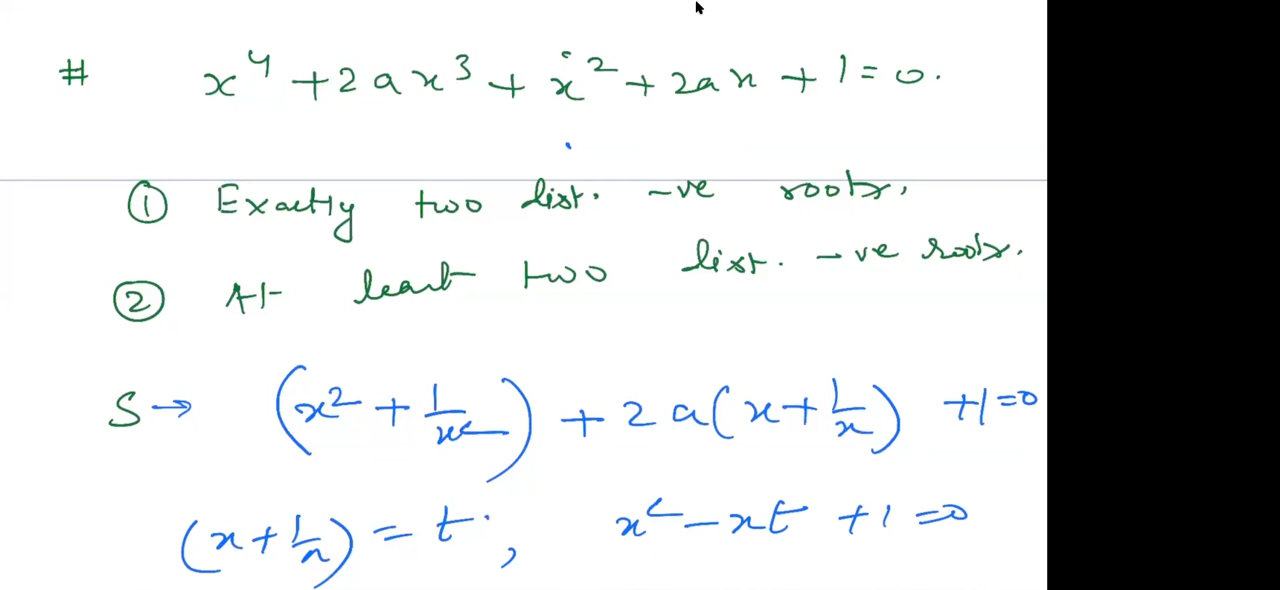 # x⁴ + 2ax³ + x² + 2ax + 1 = 0.
① Exactly two dist. -ve roots.
② At least two dist. -ve roots.
S → (x² + 1/x²) + 2a(x + 1/x) + 1 = 0
(x + 1/x) = t, x² - xt + 1 = 0